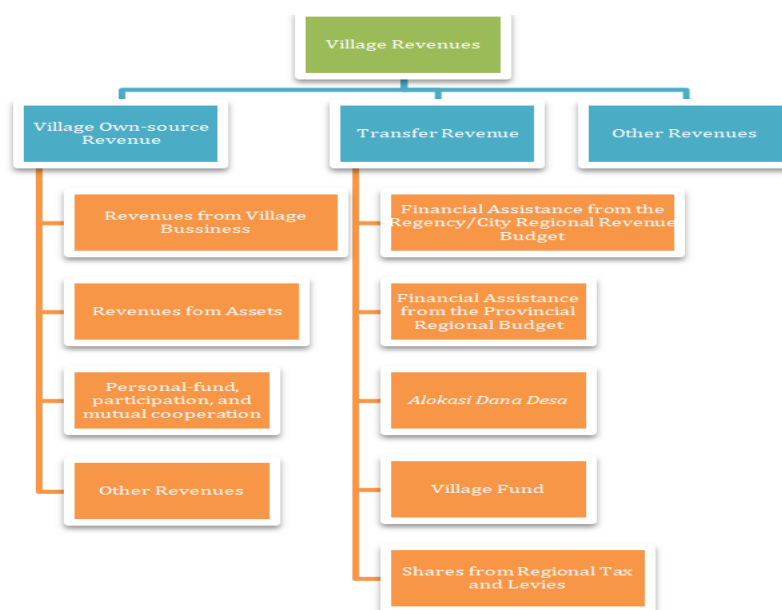 Village Revenues
Village Own-source
Revenue
Transfer Revenue
Other Revenues
Revenues from Village
Bussiness
Revenues fom Assets
Personal-fund,
participation, and
mutual cooperation
Other Revenues
Financial Assistance from the
Regency/City Regional Revenue
Budget
Financial Assistance
from the Provincial
Regional Budget
Alokasi Dana Desa
Village Fund
Shares from Regional Tax
and Levies